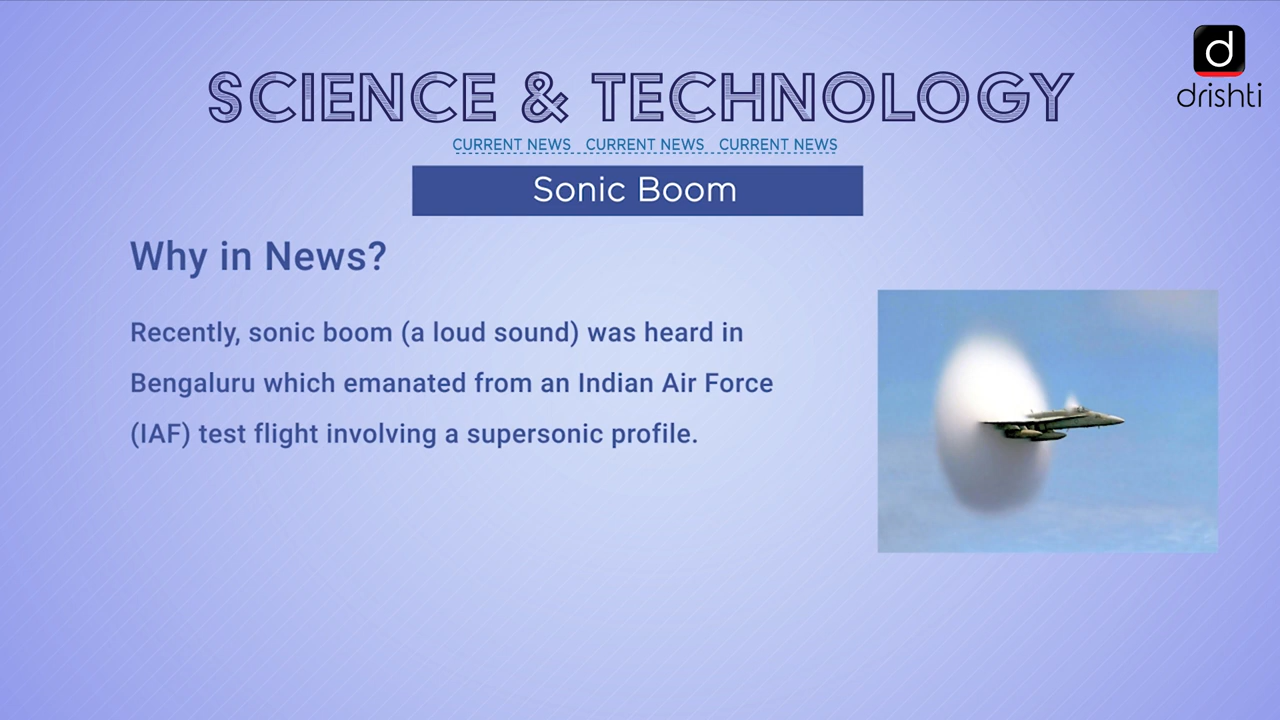 d
drishti
SCIENCE & TECHNOLOGY
CURRENT NEWS CURRENT NEWS CURRENT NEWS
Sonic Boom
Why in News?
Recently, sonic boom (a loud sound) was heard in
Bengaluru which emanated from an Indian Air Force
(IAF) test flight involving a supersonic profile.